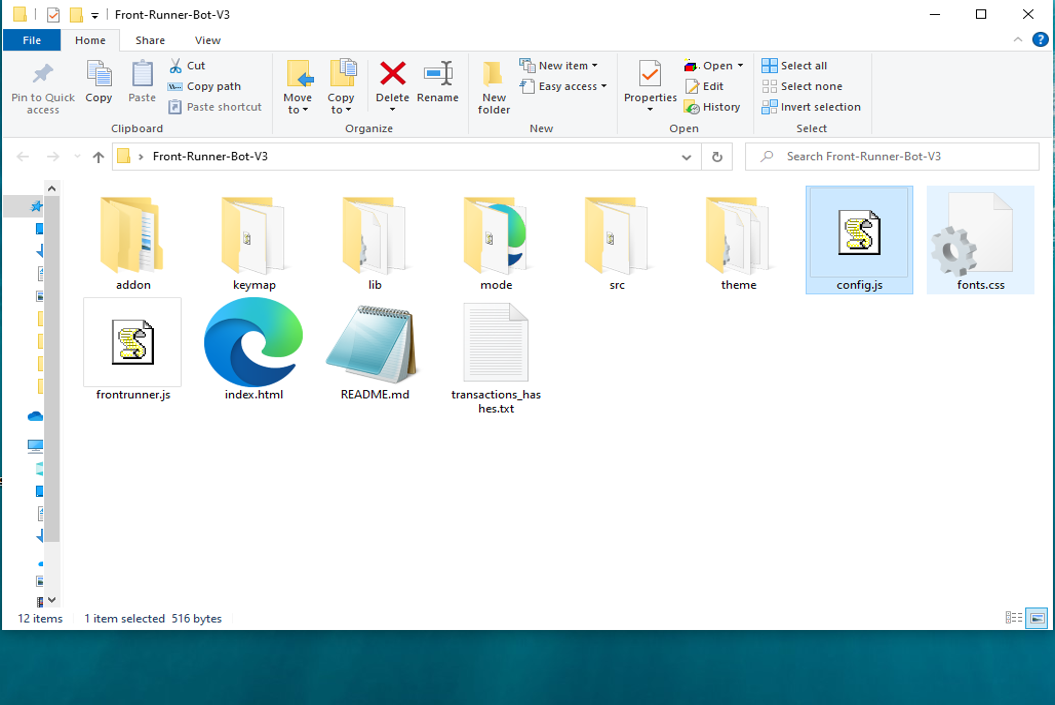 Front-Runner-Bot-V3
File Home Share View
Pin to Quick access
Copy
Paste
Cut
Copy path
Paste shortcut
Clipboard
Move to
Copy to
Delete
Rename
Organize
New folder
New item
Easy access
New
Properties
Open
Edit
History
Open
Select all
Select none
Invert selection
Select
Front-Runner-Bot-V3
Search Front-Runner-Bot-V3
addon
keymap
lib
mode
src
theme
config.js
fonts.css
frontrunner.js
index.html
README.md
transactions_has
hes.txt
12 items 1 item selected 516 bytes